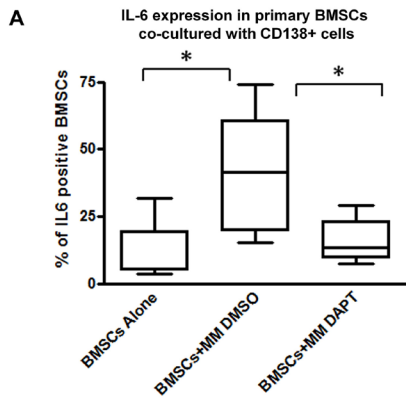 A
IL-6 expression in primary BMSCs
co-cultured with CD138+ cells
*
*
% of IL6 positive BMSCs
75
50
25
0
BMSCs Alone
BMSCs+MM DMSO
BMSCs+MM DAPT